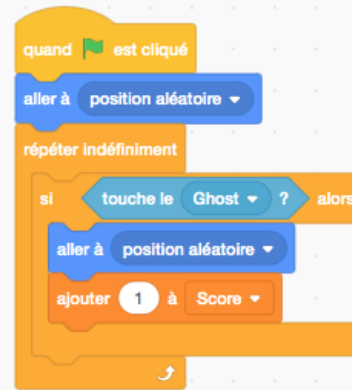 quand est cliqué
aller à position aléatoire
répéter indéfiniment
si touche le Ghost ? alors
aller à position aléatoire
ajouter 1 à Score